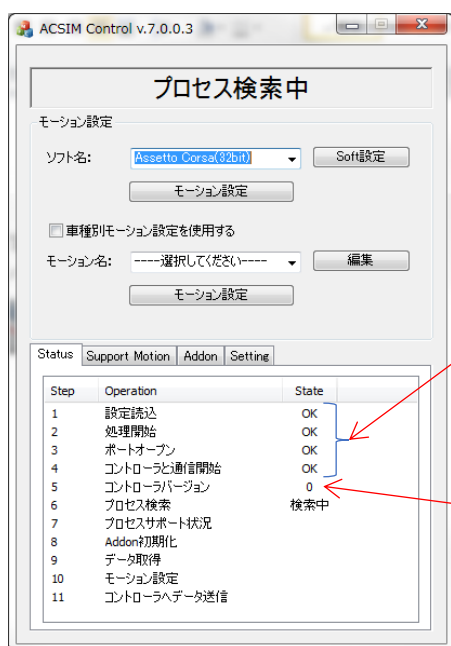 ACSIM Control v.7.0.0.3
プロセス検索中
モーション設定
ソフト名: Assetto Corsa(32bit) Soft設定
モーション設定
車種別モーション設定を使用する
モーション名: ----選択してください---- 編集
モーション設定
Status Support Motion Addon Setting
Step Operation State
1 設定読込 OK
2 処理開始 OK
3 ポートオープン OK
4 コントローラと通信開始 OK
5 コントローラバージョン 0
6 プロセス検索 検索中
7 プロセスサポート状況
8 Addon初期化
9 データ取得
10 モーション設定
11 コントローラへデータ送信